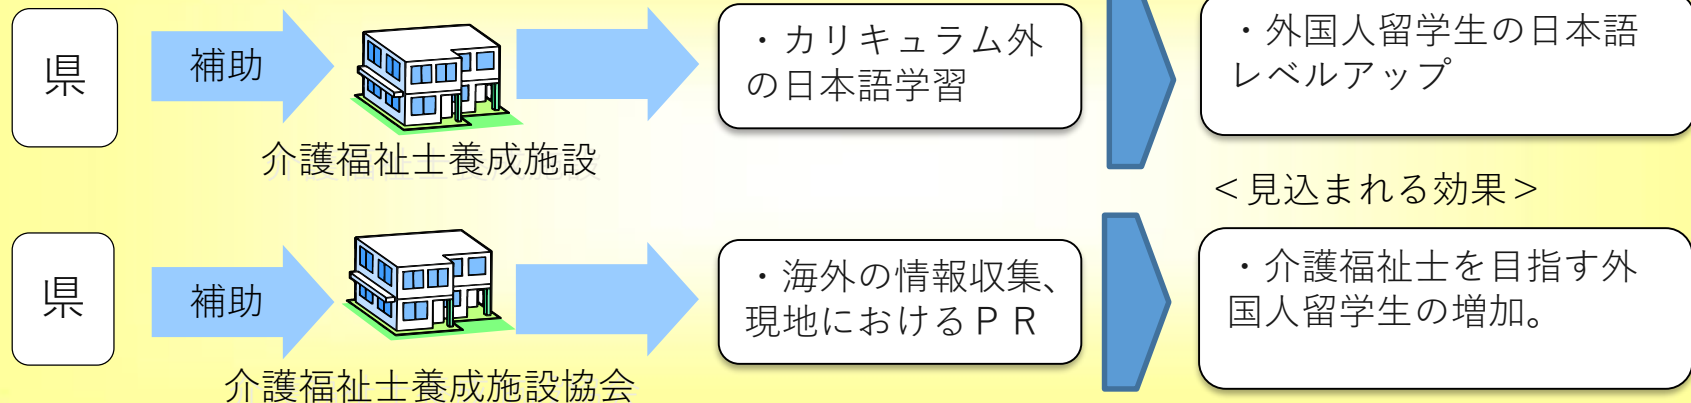 県
補助
介護福祉士養成施設
・カリキュラム外
の日本語学習
・外国人留学生の日本語
レベルアップ
<見込まれる効果>
県
補助
介護福祉士養成施設協会
・海外の情報収集、
現地におけるＰＲ
・介護福祉士を目指す外
国人留学生の増加。